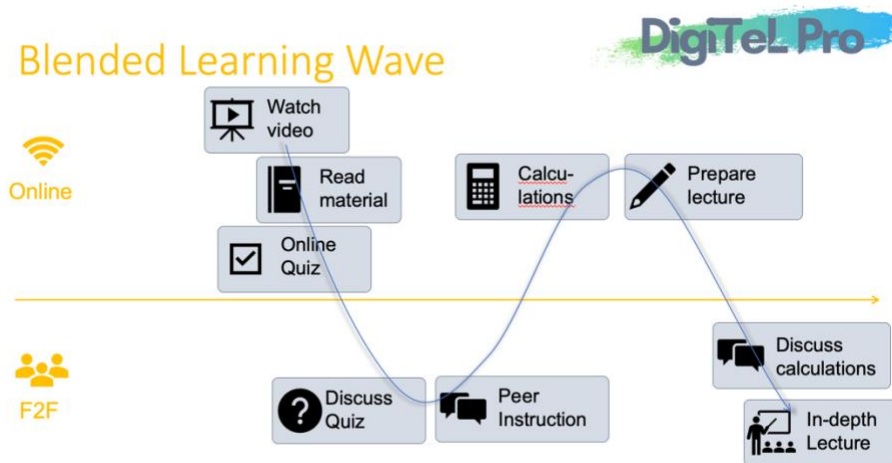 DigiTeL Pro
Blended Learning Wave
Watch
video
Online
Read
material
Calcu-
lations
Prepare
lecture
Online
Quiz
F2F
Discuss
Quiz
Peer
Instruction
Discuss
calculations
In-depth
Lecture